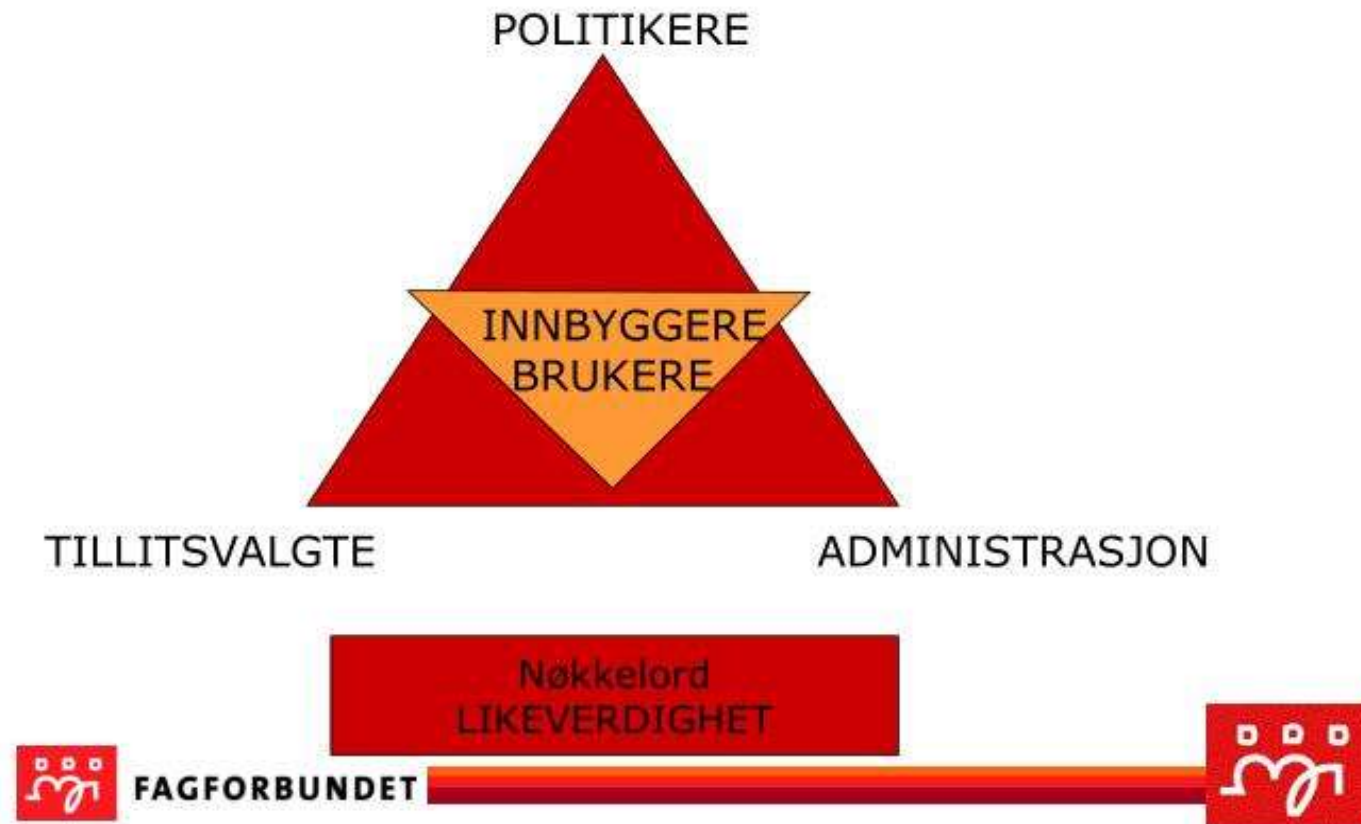 POLITIKERE
INNBYGGERE
BRUKERE
TILLITSVALGTE
ADMINISTRASJON
Nøkkelord
LIKEVERDIGHET
FAGFORBUNDET